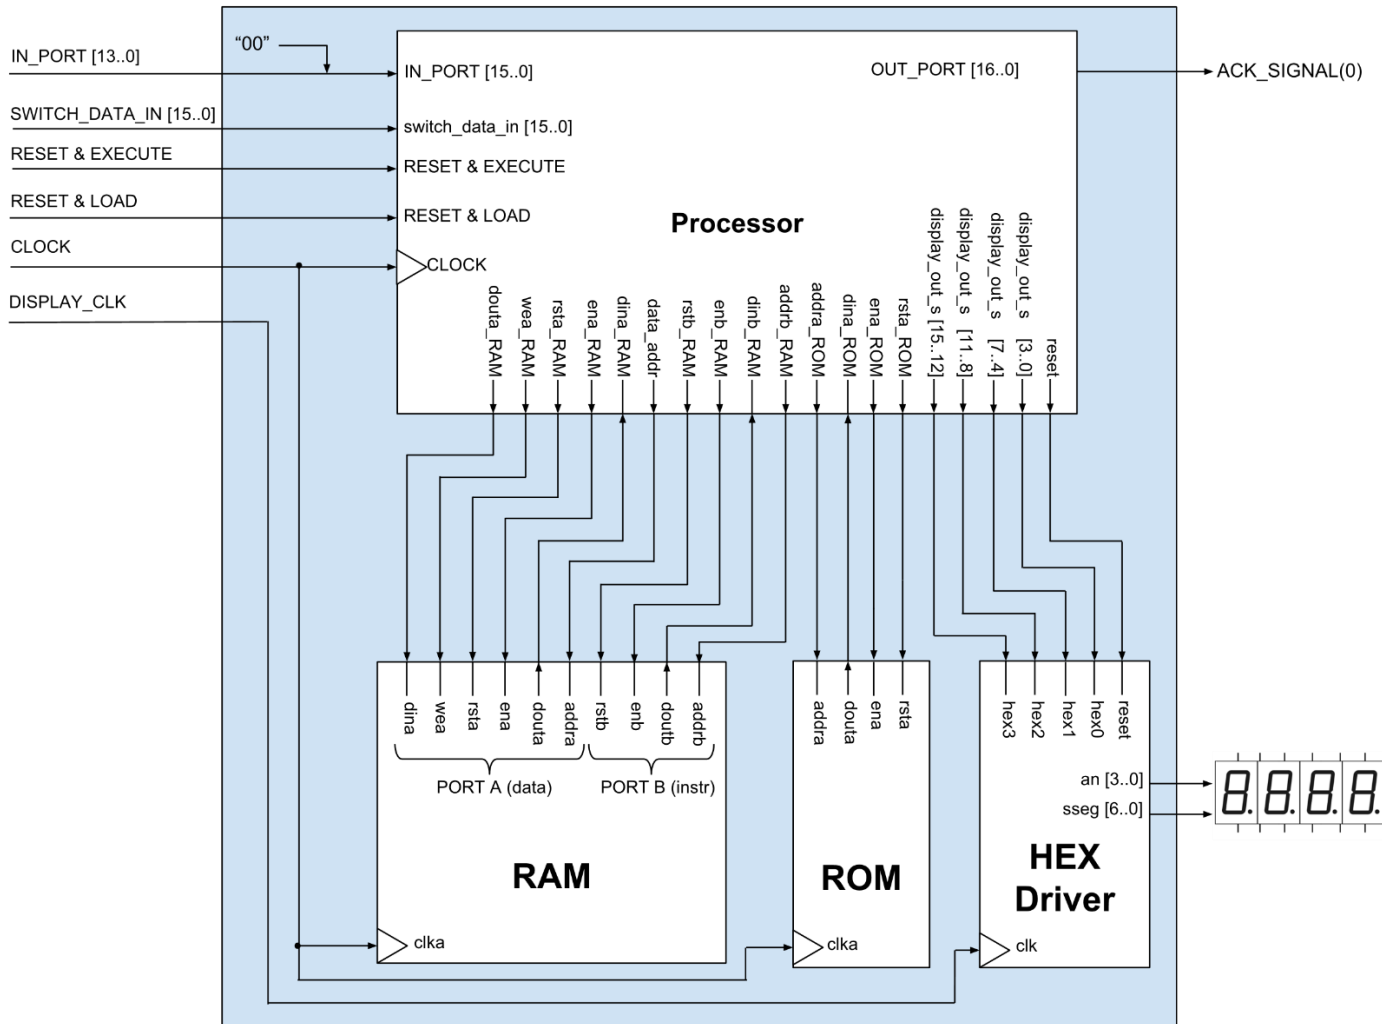 "00"
IN_PORT [13..0]
IN_PORT [15..0]
OUT_PORT [16..0]
ACK_SIGNAL(0)
SWITCH_DATA_IN [15..0]
switch_data_in [15..0]
RESET & EXECUTE
RESET & EXECUTE
RESET & LOAD
RESET & LOAD
Processor
CLOCK
CLOCK
DISPLAY_CLK
douta_RAM
wea_RAM
rsta_RAM
ena_RAM
dina_RAM
data_addr
rstb_RAM
enb_RAM
dinb_RAM
addrb_RAM
addra_ROM
dina_ROM
ena_ROM
rsta_ROM
display_out_s [15..12]
display_out_s [11..8]
display_out_s [7..4]
display_out_s [3..0]
reset
dina
wea
rsta
ena
douta
addra
rstb
enb
doutb
addrb
PORT A (data)
PORT B (instr)
RAM
clka
addra
douta
ena
rsta
ROM
clka
hex3
hex2
hex1
hex0
reset
an [3..0]
sseg [6..0]
HEX
Driver
clk
8.8.8.8.